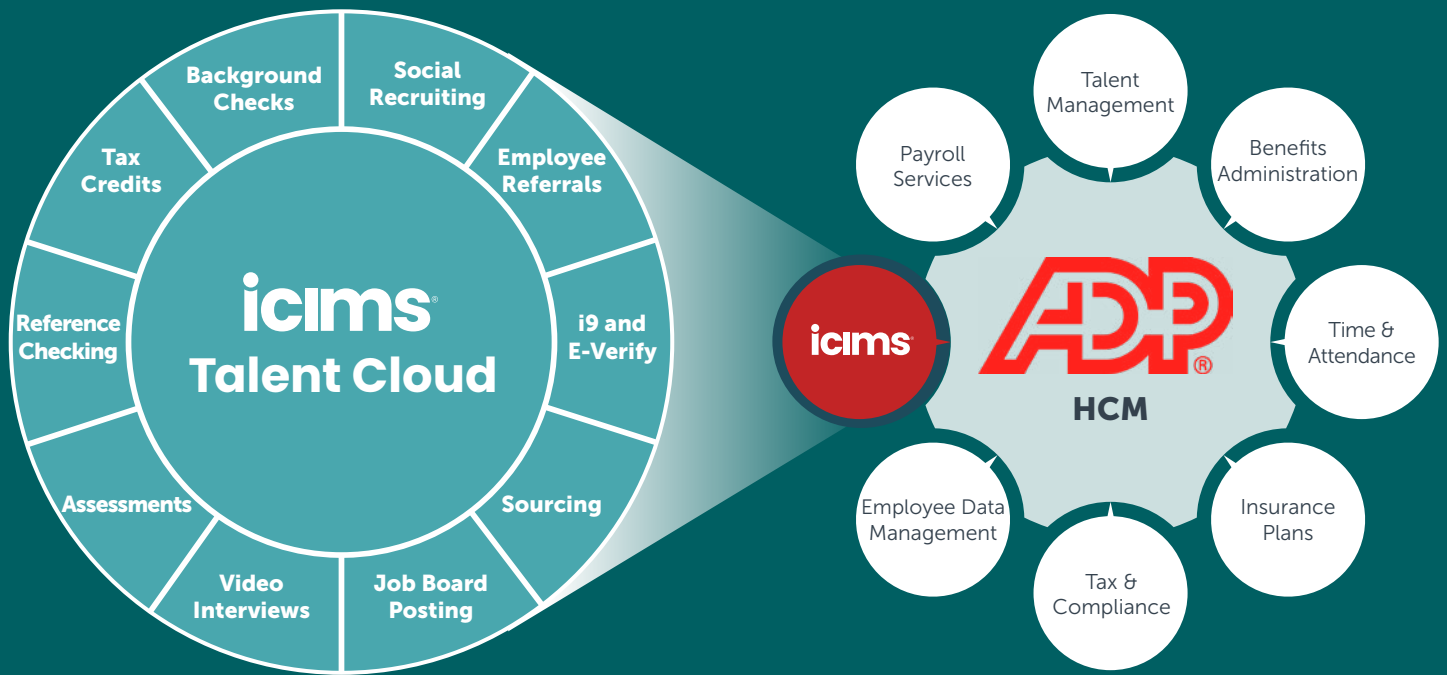 Social
Recruiting
Employee
Referrals
i9 and
E-Verify
Sourcing
Job Board
Posting
Video
Interviews
Assessments
Reference
Checking
Tax
Credits
Background
Checks
icims®
Talent Cloud
icims
ADP®
HCM
Talent
Management
Benefits
Administration
Time &
Attendance
Insurance
Plans
Tax &
Compliance
Employee Data
Management
Payroll
Services